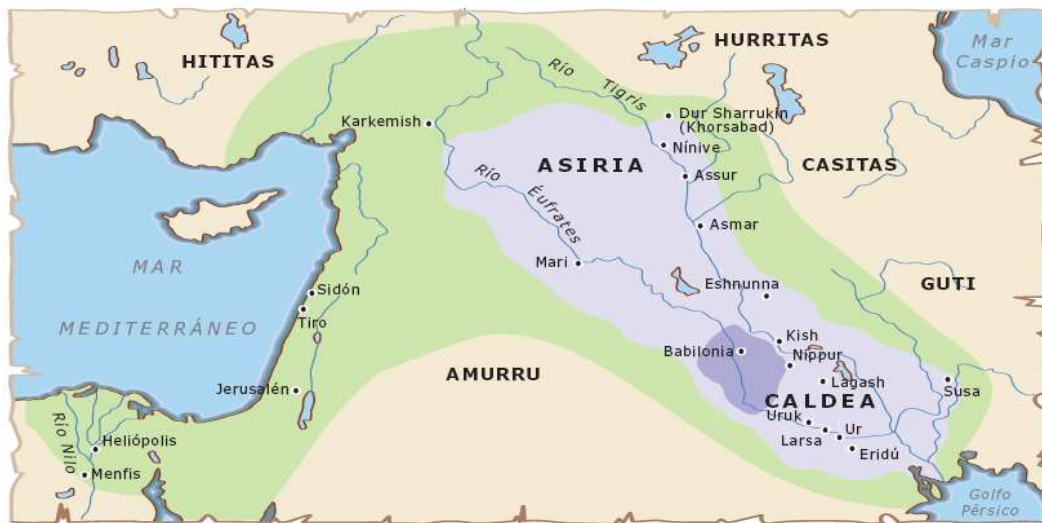 HITITAS
HURRITAS
Mar
Caspio
Río
Tigris
Karkemish
Dur Sharrukin
(Khorsabad)
Nínive
ASIRIA
CASITAS
Assur
Río
Éufrates
Asmar
Mari
MAR
MEDITERRÁNEO
Sidón
Tiro
Eshnunna
GUTI
Kish
Babilonia
Nippur
AMURRU
Lagash
Jerusalén
CALDEA
Susa
Uruk
Ur
Larsa
Eridú
Río Nilo
Heliópolis
Menfis
Golfo
Pérsico